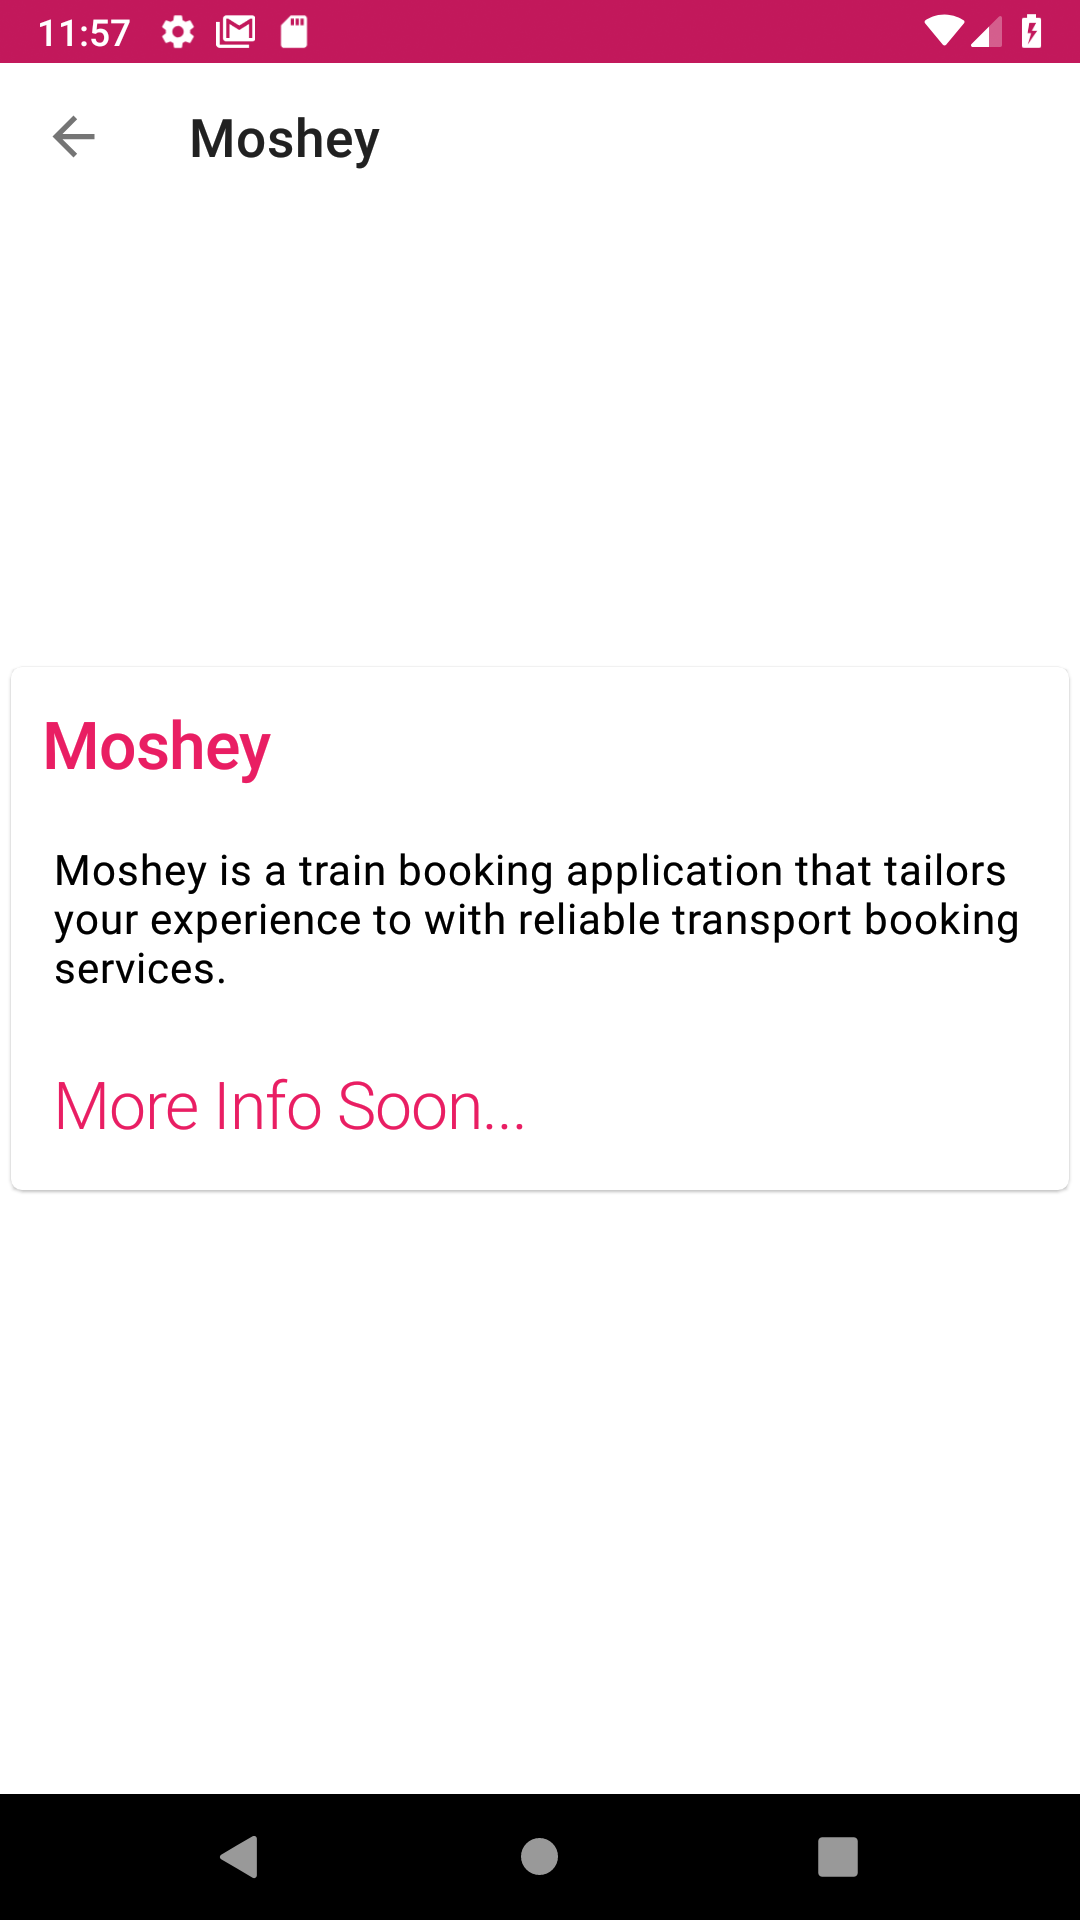 11:57
Moshey
Moshey
Moshey is a train booking application that tailors
your experience to with reliable transport booking
services.
More Info Soon...